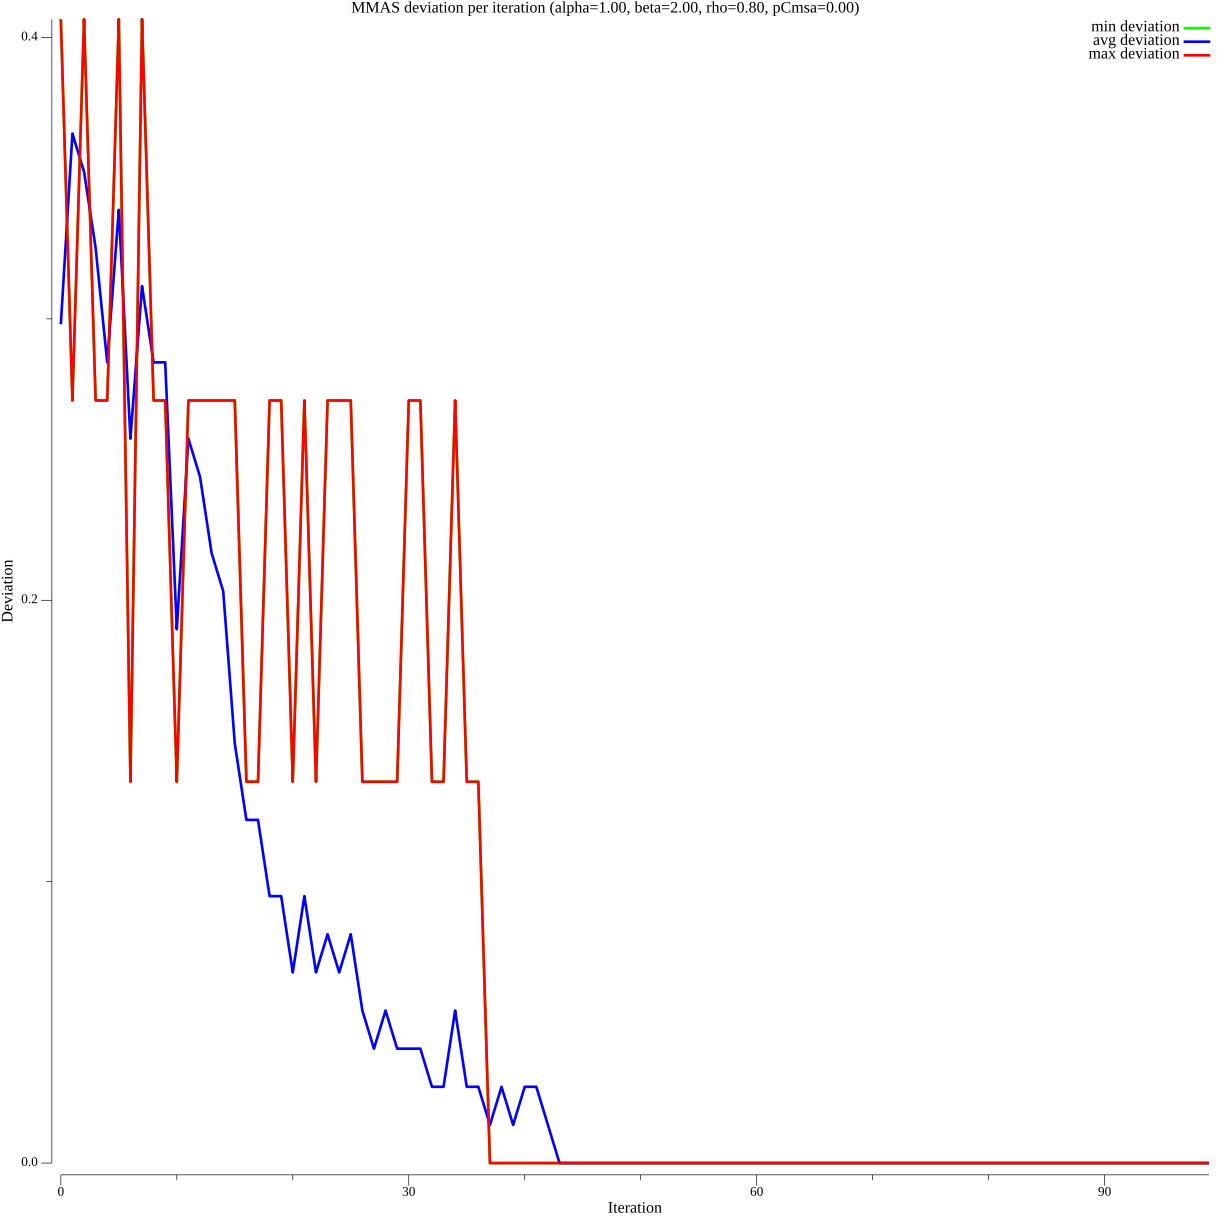 MMAS deviation per iteration (alpha=1.00, beta=2.00, rho=0.80, pCmsa=0.00)
min deviation
avg deviation
max deviation
0.4
0.2
0.0
Deviation
0 30 60 90
Iteration